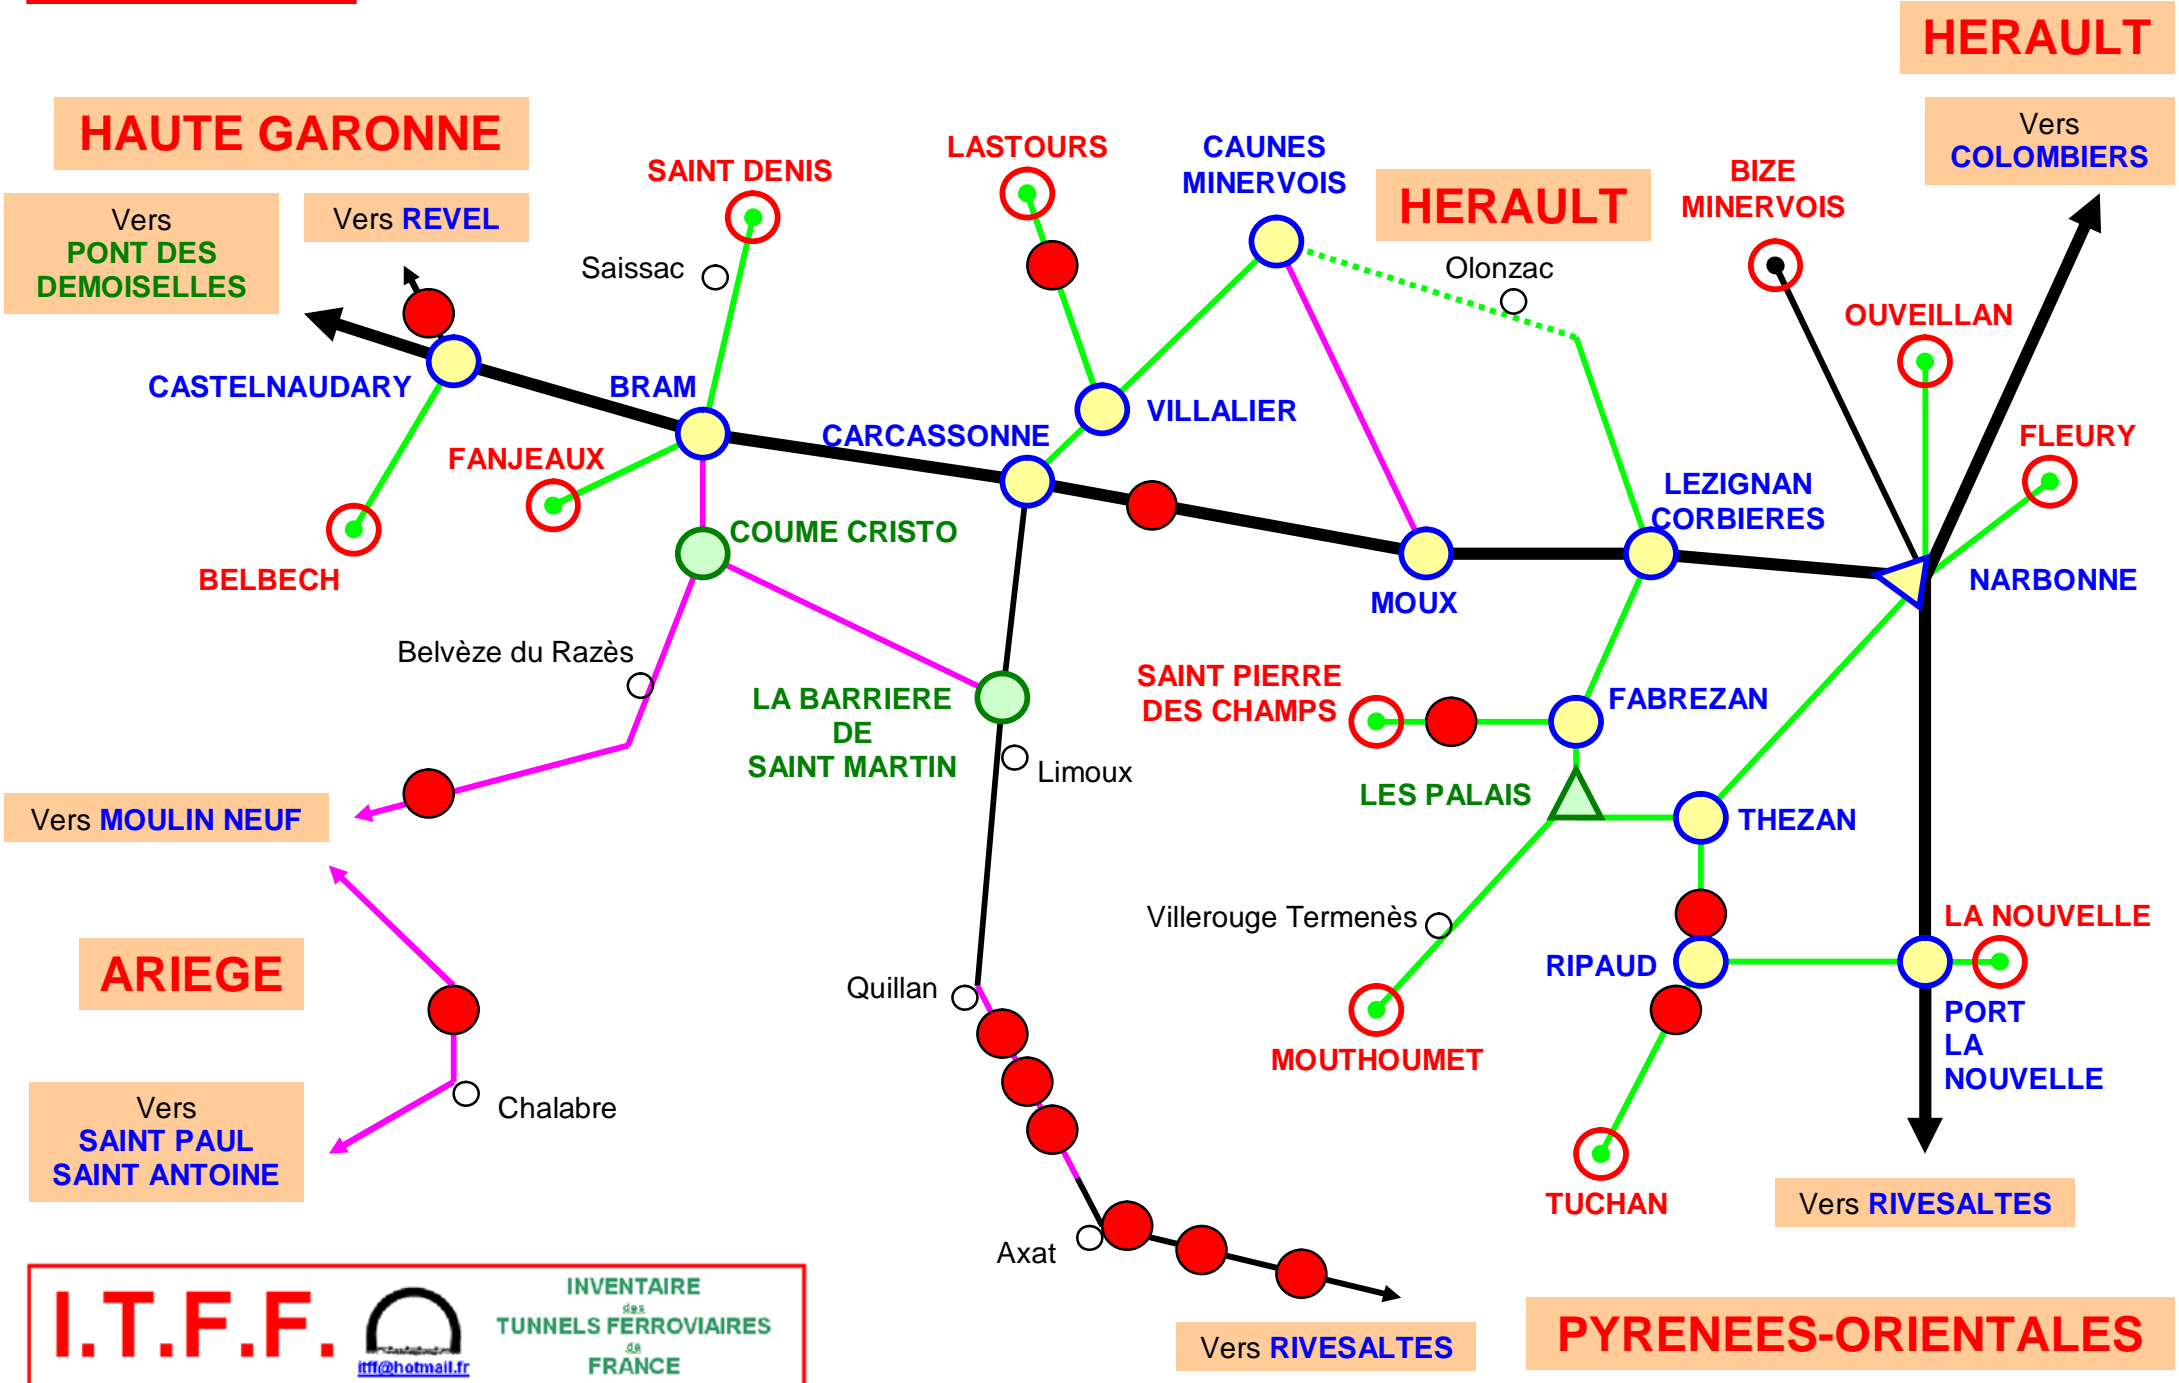 HERAULT
HAUTE GARONNE
Vers
COLOMBIERS
LASTOURS
CAUNES
MINERVOIS
SAINT DENIS
BIZE
MINERVOIS
HERAULT
Vers
PONT DES
DEMOISELLES
Vers REVEL
Saissac
Olonzac
OUVEILLAN
CASTELNAUDARY
BRAM
VILLALIER
CARCASSONNE
FLEURY
FANJEAUX
LEZIGNAN
CORBIERES
COUME CRISTO
BELBECH
NARBONNE
MOUX
Belvèze du Razès
SAINT PIERRE
DES CHAMPS
FABREZAN
LA BARRIERE
DE
SAINT MARTIN
Limoux
LES PALAIS
THEZAN
Vers MOULIN NEUF
Villerouge Termenès
LA NOUVELLE
ARIEGE
RIPAUD
Quillan
PORT
LA
NOUVELLE
MOUTHOUMET
Chalabre
Vers
SAINT PAUL
SAINT ANTOINE
TUCHAN
Vers RIVESALTES
Axat
I.T.F.F.
itff@hotmail.fr
INVENTAIRE
des
TUNNELS FERROVIAIRES
de
FRANCE
Vers RIVESALTES
PYRENEES-ORIENTALES